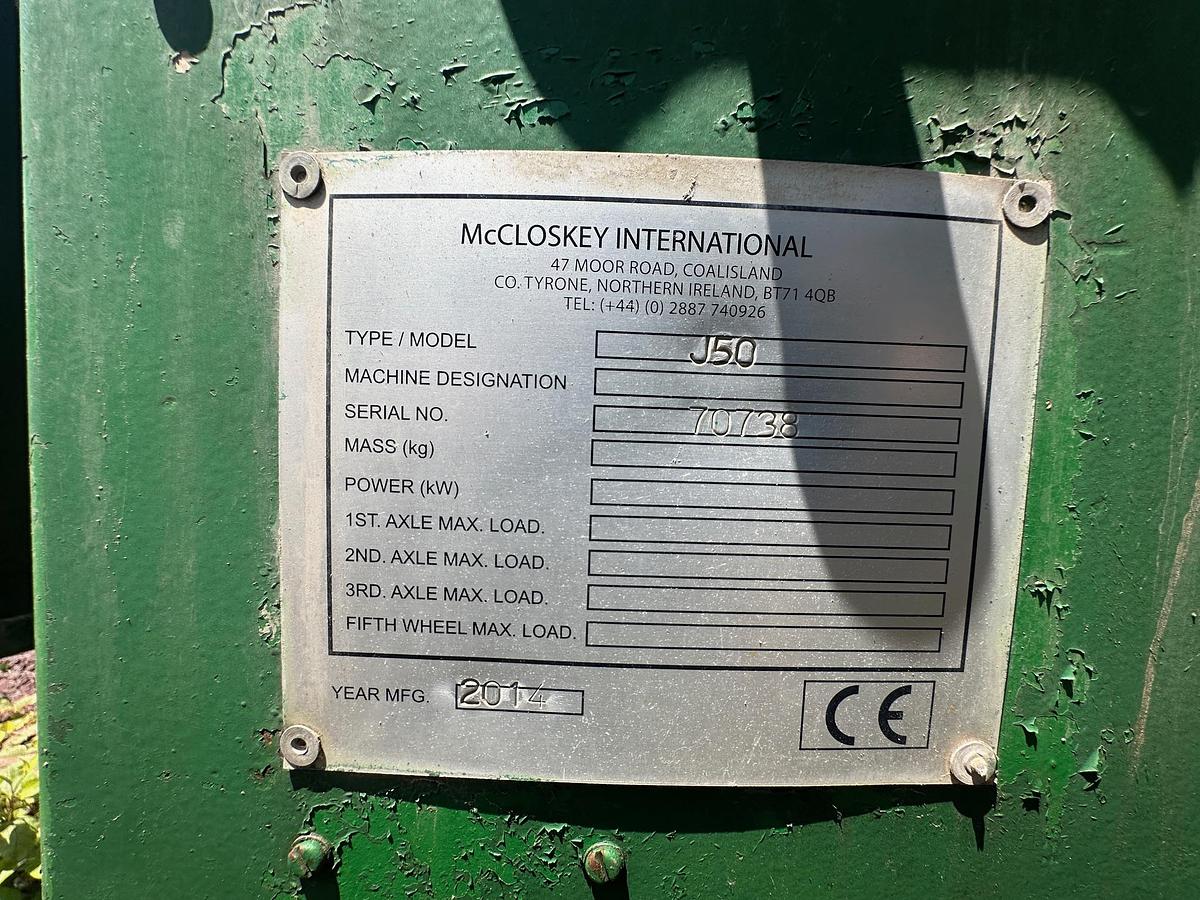 McCLOSKEY INTERNATIONAL
47 MOOR ROAD, COALISLAND
CO. TYRONE, NORTHERN IRELAND, BT71 4QB
TEL: (+44) (0) 2887 740926
TYPE / MODEL J50
MACHINE DESIGNATION
SERIAL NO. 70738
MASS (kg)
POWER (kW)
1ST. AXLE MAX. LOAD.
2ND. AXLE MAX. LOAD.
3RD. AXLE MAX. LOAD.
FIFTH WHEEL MAX. LOAD.
YEAR MFG. 2014
CE